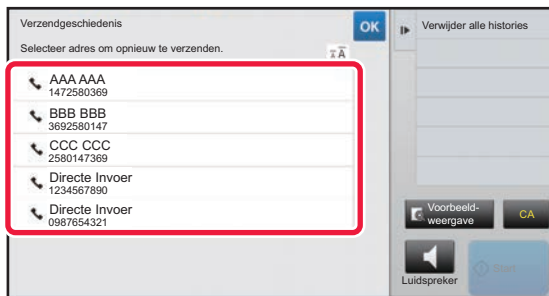 Verzendgeschiedenis
OK
Selecteer adres om opnieuw te verzenden.
AAA AAA
1472580369
BBB BBB
3692580147
CCC CCC
2580147369
Directe Invoer
1234567890
Directe Invoer
0987654321
Verwijder alle histories
Voorbeeld-
weergave
CA
Luidspreker
Start